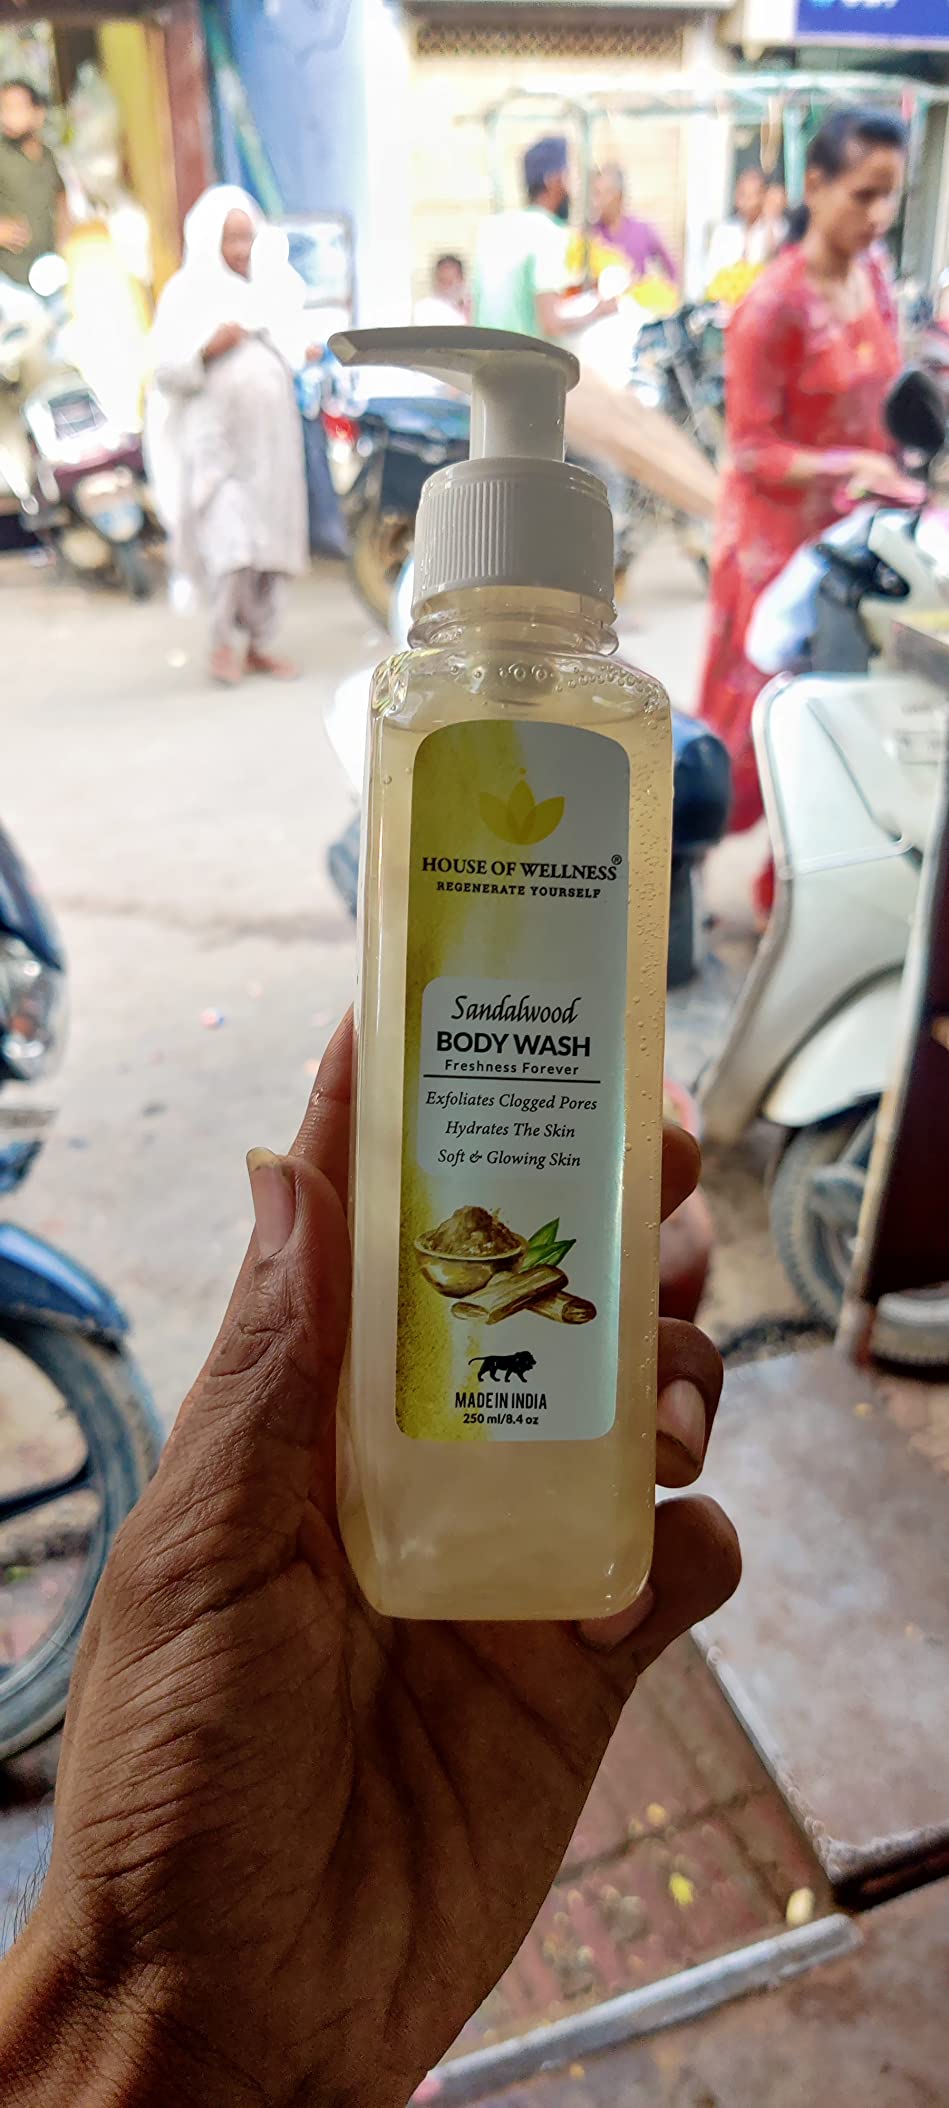 HOUSE OF WELLNESS®
REGENERATE YOURSELF
Sandalwood
BODY WASH
Freshness Forever
Exfoliates Clogged Pores
Hydrates The Skin
Soft & Glowing Skin
MADE IN INDIA
250 ml/8.4 oz